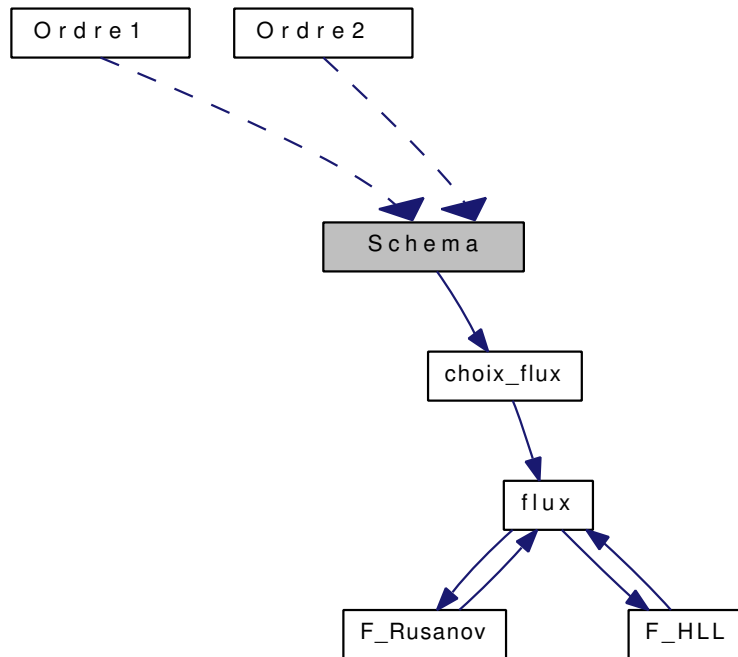 Ordre1
Ordre2
Schema
choix_flux
flux
F_Rusanov
F_HLL